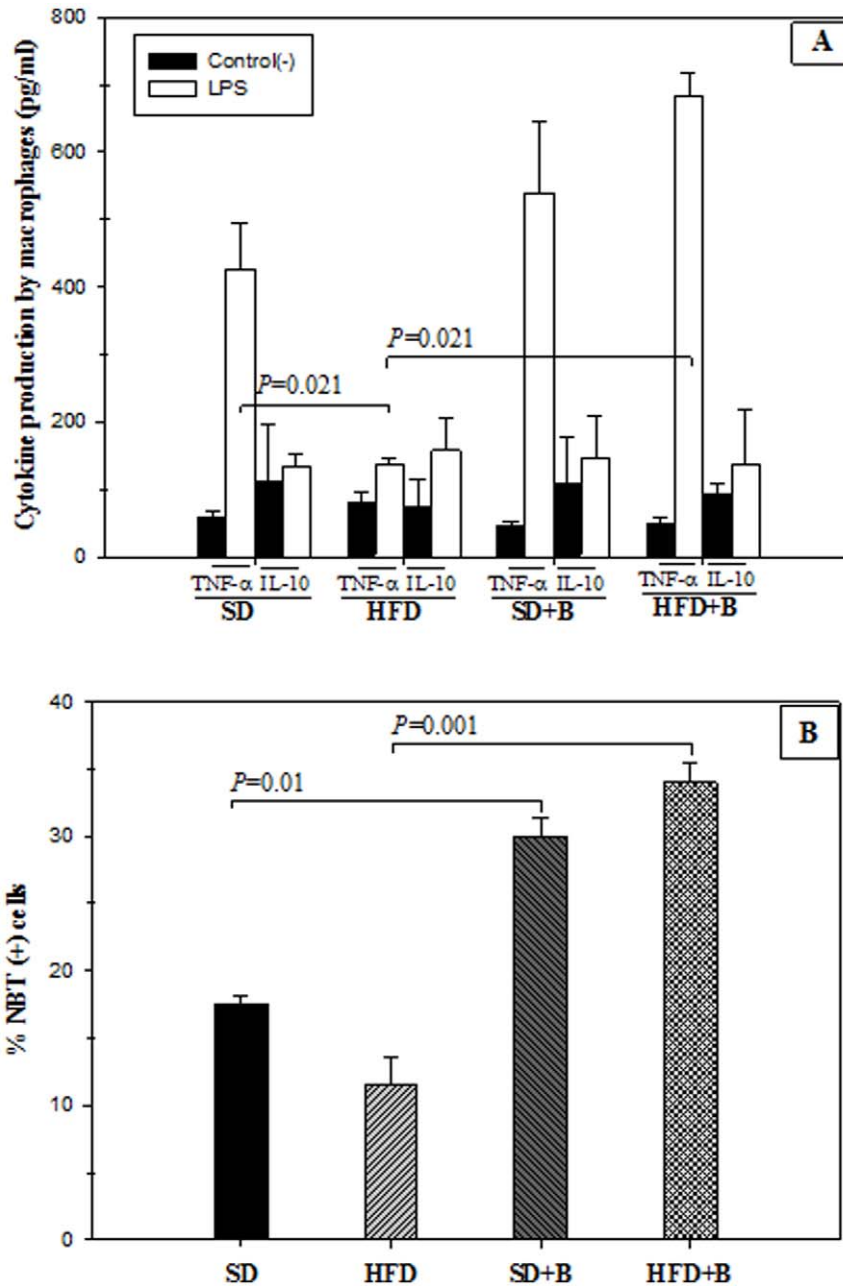 800
A
Control(-)
LPS
Cytokine production by macrophages (pg/ml)
600
400
P=0.021
P=0.021
200
0
TNF-α IL-10 TNF-α IL-10 TNF-α IL-10 TNF-α IL-10
SD HFD SD+B HFD+B
40
B
P=0.001
P=0.01
30
% NBT (+) cells
20
10
0
SD HFD SD+B HFD+B